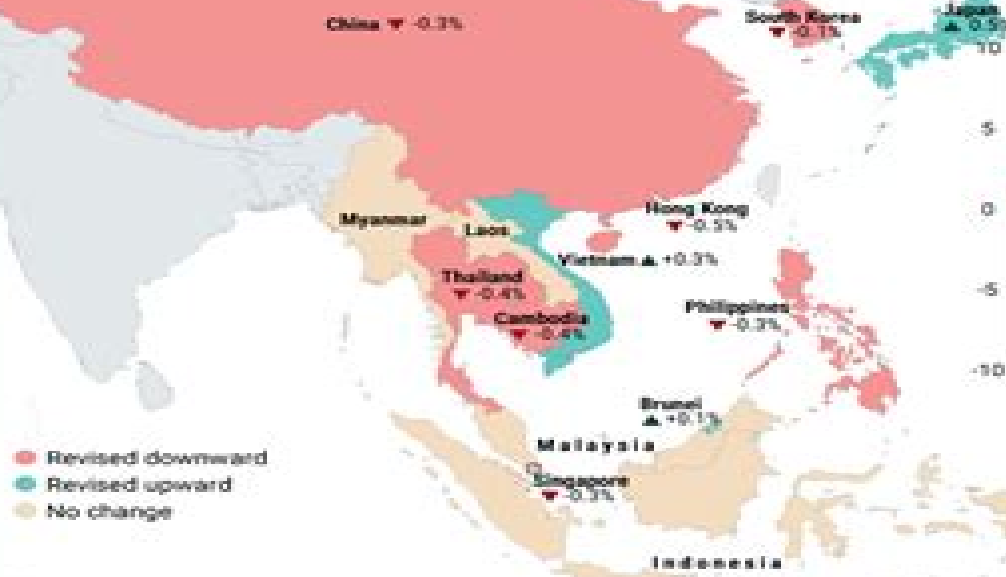 China ▼ -0.3%
South Korea
▼ -0.1%
Japan
▲ 0.5
10
5
0
-5
-10
Myanmar
Laos
Hong Kong
▼ -0.5%
Vietnam ▲ +0.3%
Thailand
▼ -0.4%
Cambodia
▼ -0.4%
Philippines
▼ -0.3%
Brunei
▲ +0.1%
Malaysia
Singapore
▼ -0.3%
Indonesia
Revised downward
Revised upward
No change